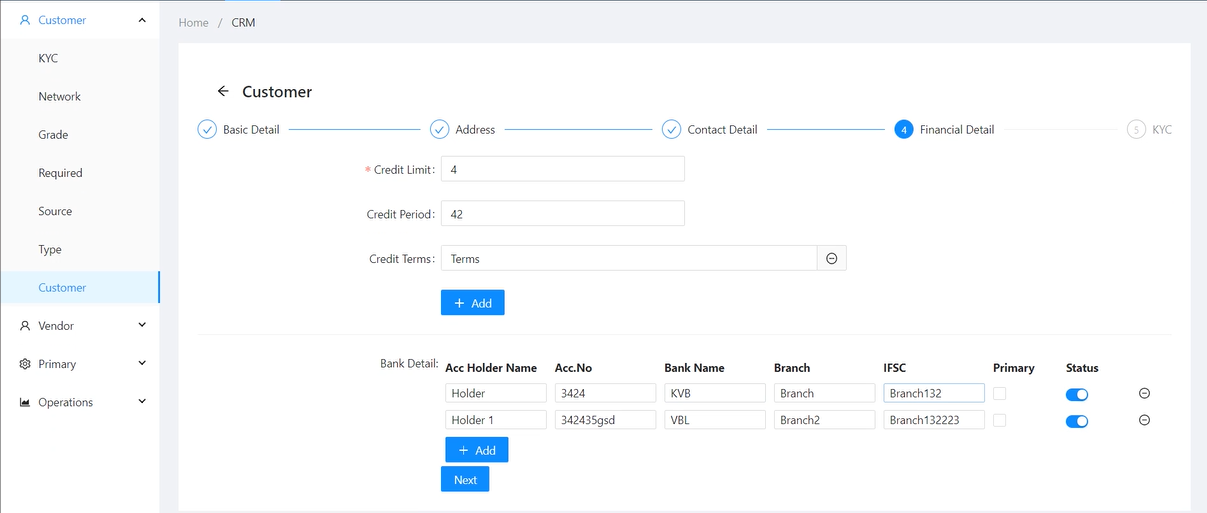 Customer
KYC
Network
Grade
Required
Source
Type
Customer
Vendor
Primary
Operations
Home / CRM
Customer
Basic Detail
Address
Contact Detail
4 Financial Detail
5 KYC
* Credit Limit: 4
Credit Period: 42
Credit Terms: Terms
+ Add
Bank Detail: Acc Holder Name Acc.No Bank Name Branch IFSC Primary Status
Holder 3424 KVB Branch Branch132
Holder 1 342435gsd VBL Branch2 Branch132223
+ Add
Next